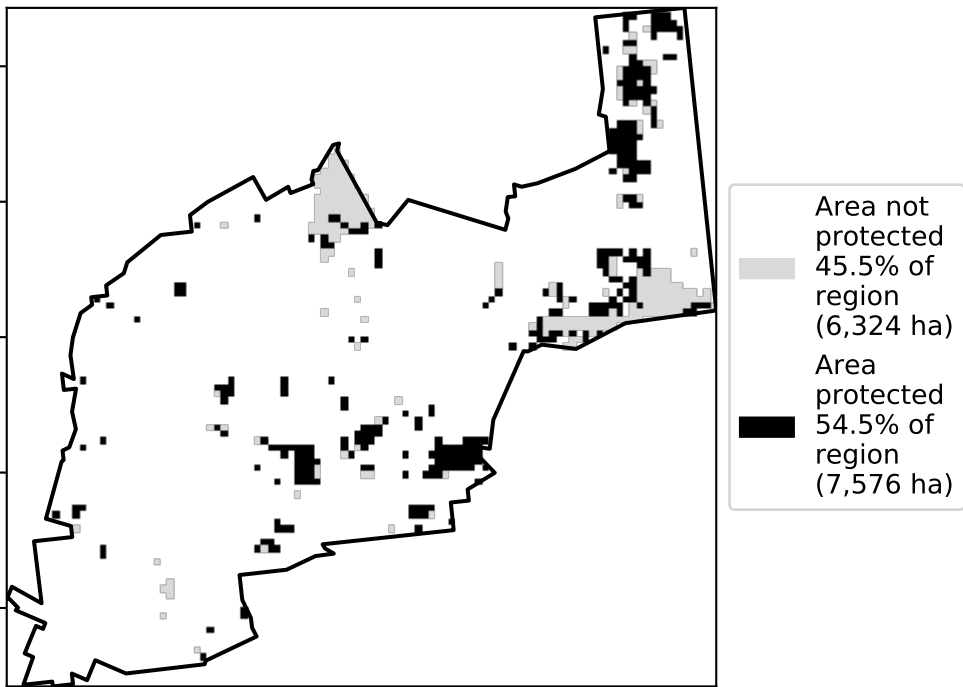 Area not
protected
45.5% of
region
(6,324 ha)
Area
protected
54.5% of
region
(7,576 ha)